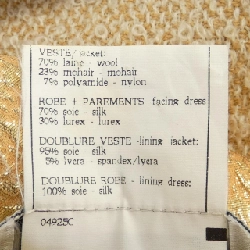 VESTE/jacket:
70% laine - wool
23% mohair - mohair
7% polyamide - nylon
ROBE + PAREMENTS facing dress
70% soie - silk
30% lurex - lurex
DOUBLURE VESTE -lining jacket:
95% soie - silk
5% lycra - spandex/lycra
DOUBLURE ROBE - lining dress:
100% soie - silk
04925C